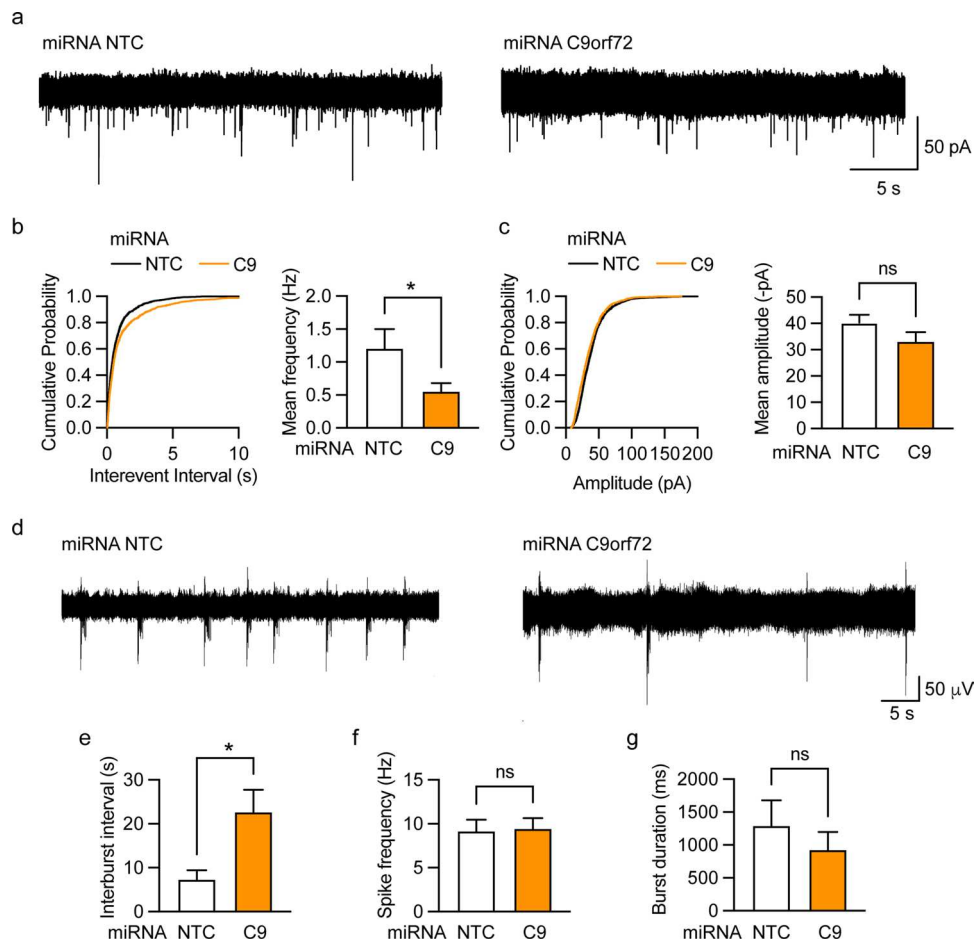 a
miRNA NTC
miRNA C9orf72
50 pA
5 s
b
miRNA
NTC C9
Cumulative Probability
1.0
0.8
0.6
0.4
0.2
0.0
0 5 10
Interevent Interval (s)
Mean frequency (Hz)
2.0
1.5
1.0
0.5
0.0
*
miRNA NTC C9
c
miRNA
NTC C9
Cumulative Probability
1.0
0.8
0.6
0.4
0.2
0.0
0 50 100 150 200
Amplitude (pA)
Mean amplitude (-pA)
50
40
30
20
10
0
ns
miRNA NTC C9
d
miRNA NTC
miRNA C9orf72
50 μV
5 s
e
Interburst interval (s)
30
20
10
0
*
miRNA NTC C9
f
Spike frequency (Hz)
15
10
5
0
ns
miRNA NTC C9
g
Burst duration (ms)
2000
1500
1000
500
0
ns
miRNA NTC C9